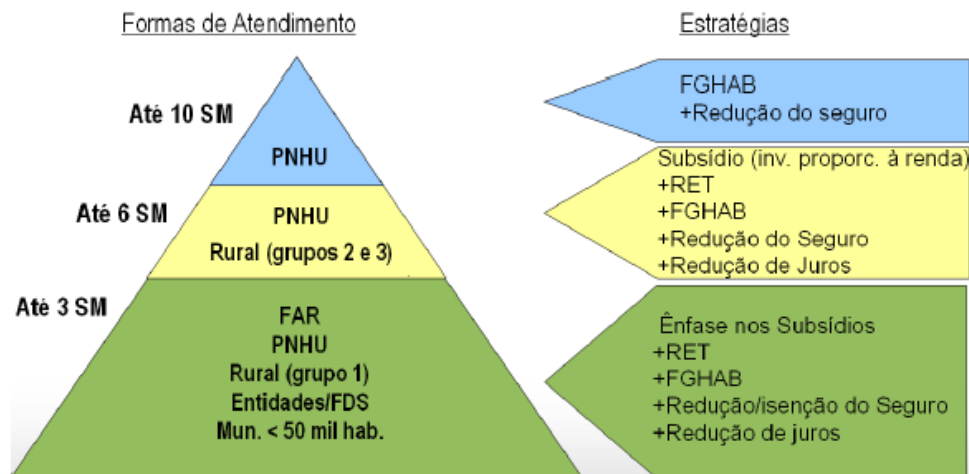 Formas de Atendimento
Estratégias
Até 10 SM
PNHU
FGHAB
+Redução do seguro
Até 6 SM
PNHU
Rural (grupos 2 e 3)
Subsídio (inv. proporc. à renda)
+RET
+FGHAB
+Redução do Seguro
+Redução de Juros
Até 3 SM
FAR
PNHU
Rural (grupo 1)
Entidades/FDS
Mun. < 50 mil hab.
Ênfase nos Subsídios
+RET
+FGHAB
+Redução/isenção do Seguro
+Redução de juros